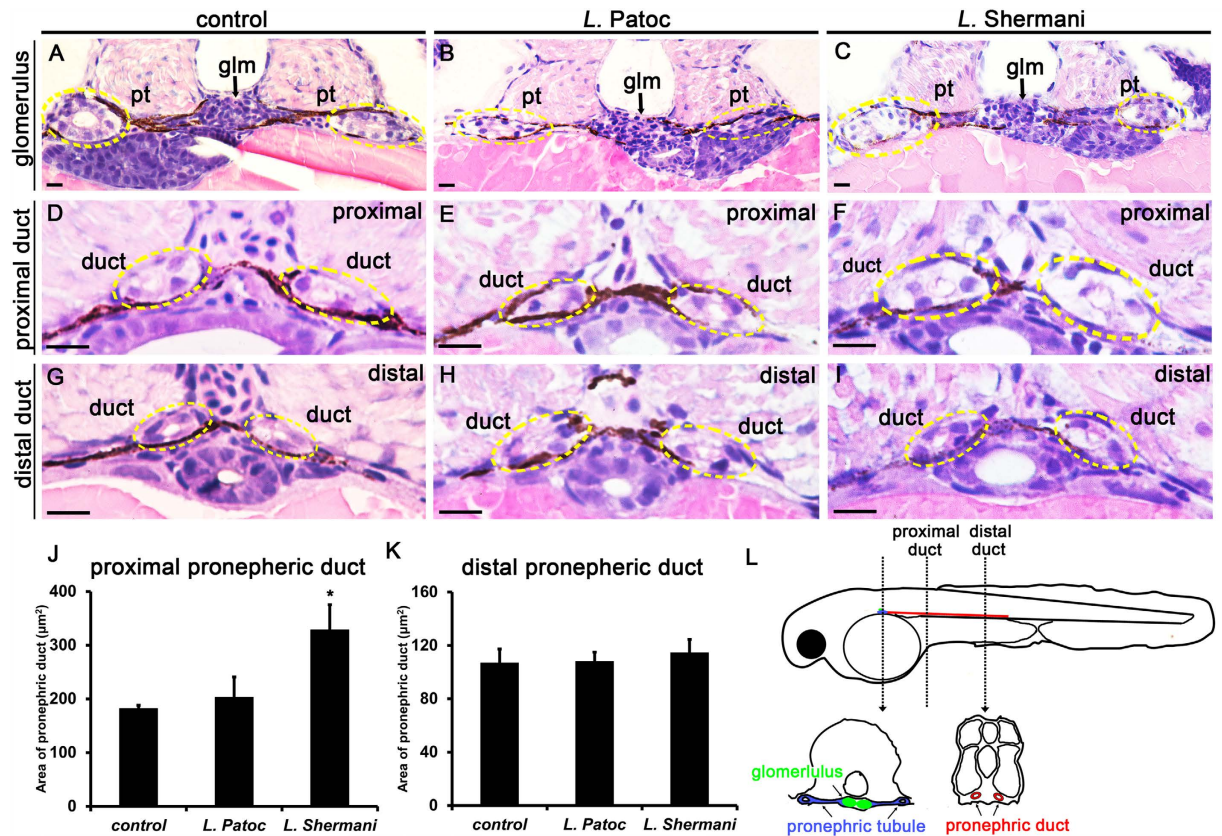 control
L. Patoc
L. Shermani
glomerulus
A
glm
pt
pt
B
glm
pt
pt
C
glm
pt
pt
proximal duct
D
proximal
duct
duct
E
proximal
duct
duct
F
proximal
duct
duct
distal duct
G
distal
duct
duct
H
distal
duct
duct
I
distal
duct
duct
J
proximal pronepheric duct
Area of pronephric duct (µm²)
400
300
200
100
0
*
control
L. Patoc
L. Shermani
K
distal pronepheric duct
Area of pronephric duct (µm²)
160
120
80
40
0
control
L. Patoc
L. Shermani
L
proximal
duct
distal
duct
glomerlulus
pronephric tubule
pronephric duct